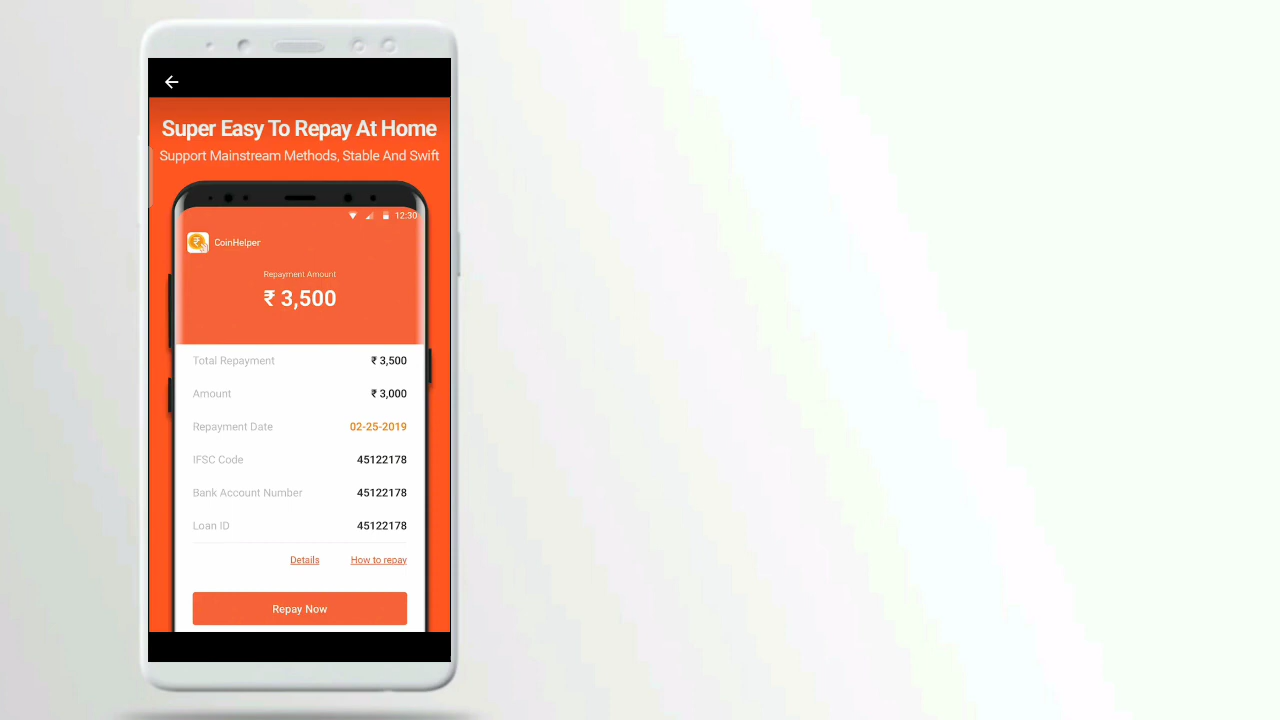 Super Easy To Repay At Home
Support Mainstream Methods, Stable And Swift
12:30
CoinHelper
Repayment Amount
₹ 3,500
Total Repayment ₹ 3,500
Amount ₹ 3,000
Repayment Date 02-25-2019
IFSC Code 45122178
Bank Account Number 45122178
Loan ID 45122178
Details How to repay
Repay Now